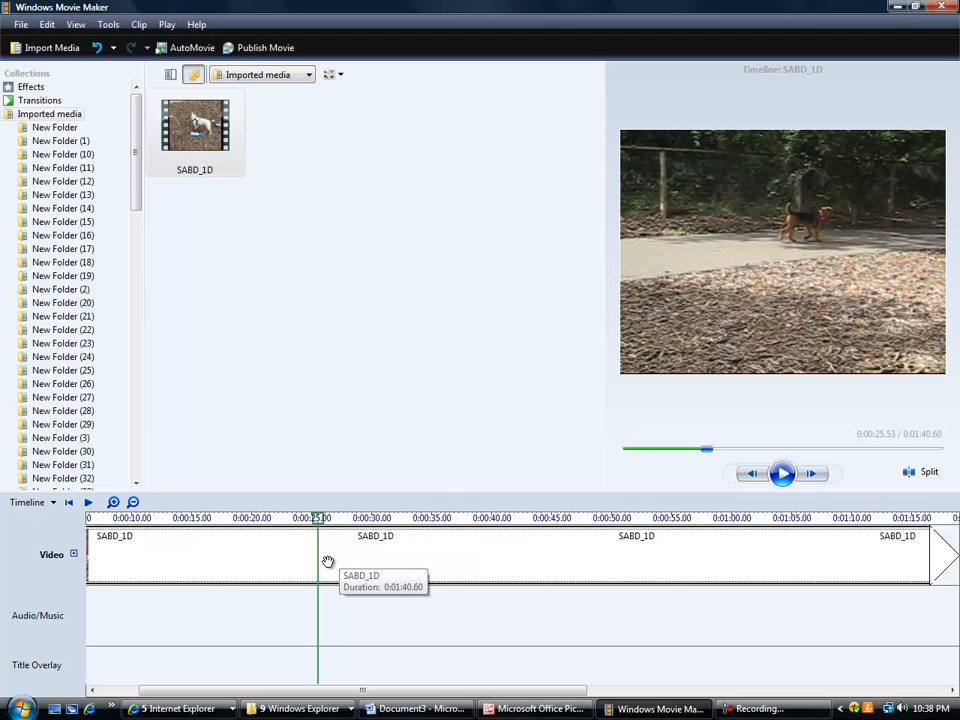 Windows Movie Maker
File Edit View Tools Clip Play Help
Import Media AutoMovie Publish Movie
Collections
Effects
Transitions
Imported media
New Folder
New Folder (1)
New Folder (10)
New Folder (11)
New Folder (12)
New Folder (13)
New Folder (14)
New Folder (15)
New Folder (16)
New Folder (17)
New Folder (18)
New Folder (19)
New Folder (2)
New Folder (20)
New Folder (21)
New Folder (22)
New Folder (23)
New Folder (24)
New Folder (25)
New Folder (26)
New Folder (27)
New Folder (28)
New Folder (29)
New Folder (3)
New Folder (30)
New Folder (31)
New Folder (32)
Imported media
SABD_1D
Timeline: SABD_1D
0:00:25.53 / 0:01:40.60
Split
Timeline
0:00:10.00 0:00:15.00 0:00:20.00 0:00:25.00 0:00:30.00 0:00:35.00 0:00:40.00 0:00:45.00 0:00:50.00 0:00:55.00 0:01:00.00 0:01:05.00 0:01:10.00 0:01:15.00
SABD_1D SABD_1D SABD_1D SABD_1D
Video
SABD_1D
Duration: 0:01:40.60
Audio/Music
Title Overlay
5 Internet Explorer 9 Windows Explorer Document3 - Micro... Microsoft Office Pic... Windows Movie Ma... Recording... 10:38 PM